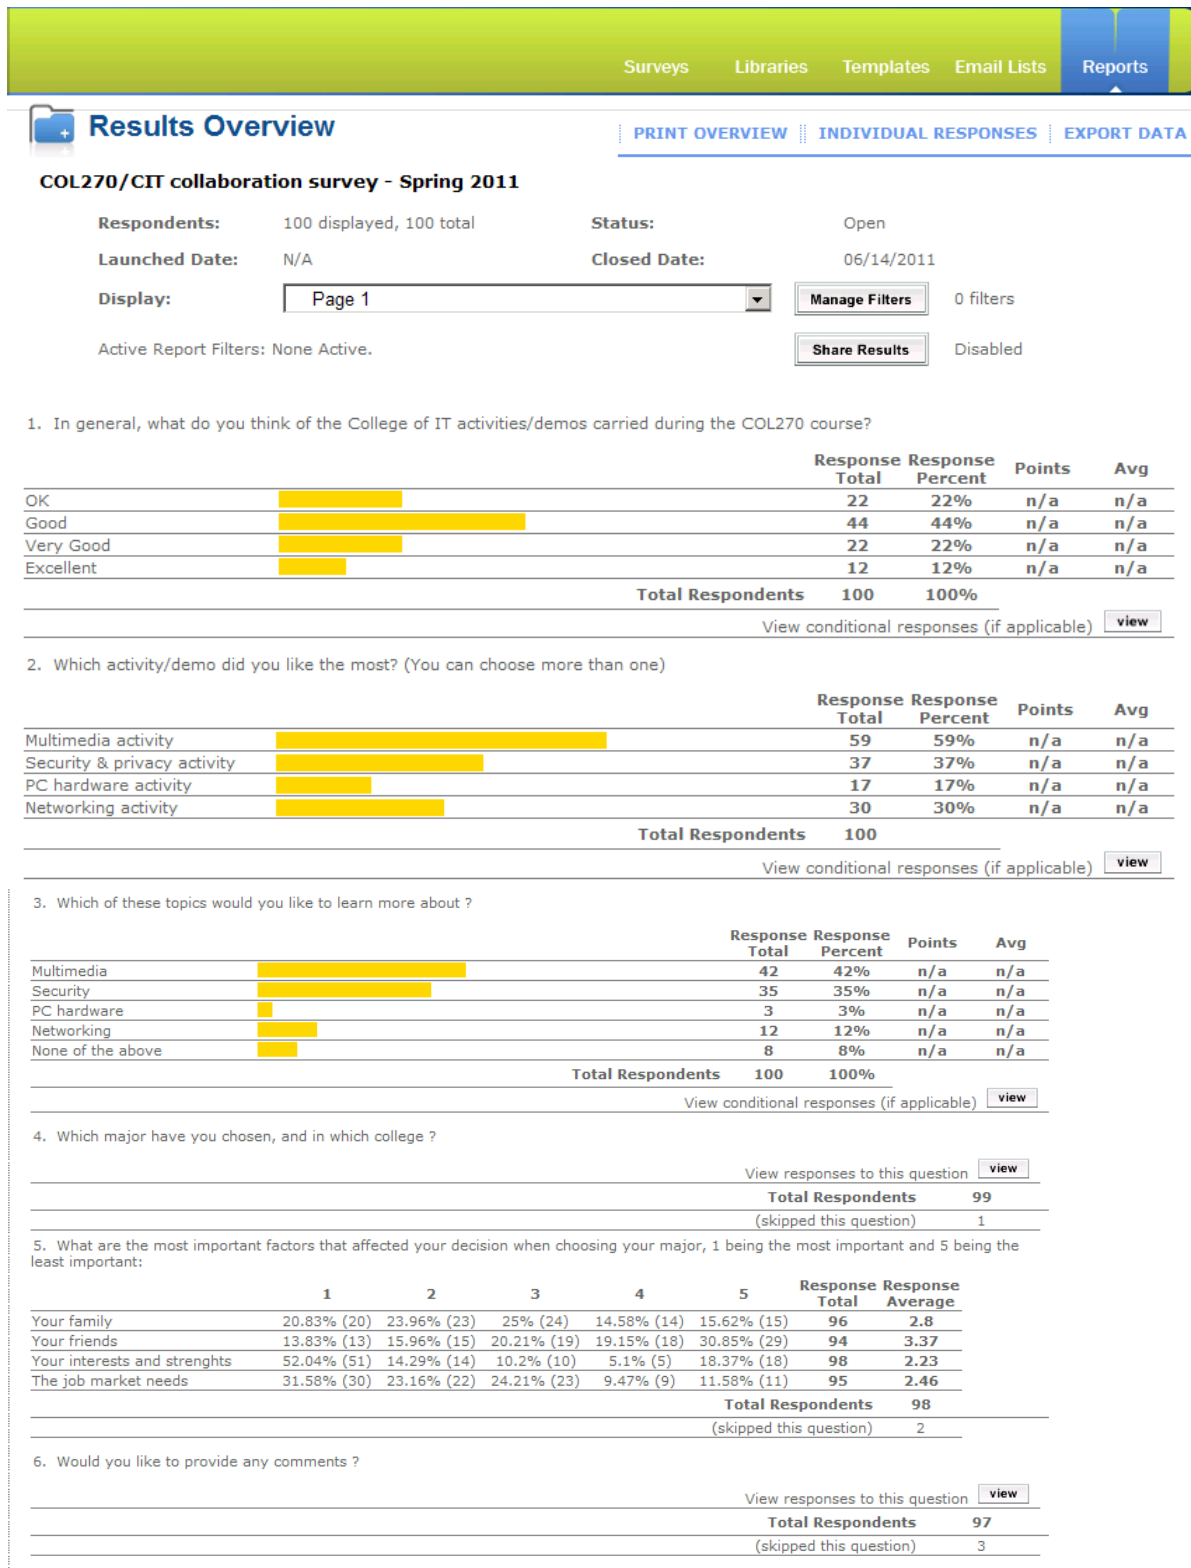 Surveys Libraries Templates Email Lists Reports
Results Overview
PRINT OVERVIEW INDIVIDUAL RESPONSES EXPORT DATA
COL270/CIT collaboration survey - Spring 2011
Respondents: 100 displayed, 100 total Status: Open
Launched Date: N/A Closed Date: 06/14/2011
Display: Page 1 Manage Filters 0 filters
Active Report Filters: None Active. Share Results Disabled
1. In general, what do you think of the College of IT activities/demos carried during the COL270 course?
Response Total Response Percent Points Avg
OK 22 22% n/a n/a
Good 44 44% n/a n/a
Very Good 22 22% n/a n/a
Excellent 12 12% n/a n/a
Total Respondents 100 100%
View conditional responses (if applicable) view
2. Which activity/demo did you like the most? (You can choose more than one)
Response Total Response Percent Points Avg
Multimedia activity 59 59% n/a n/a
Security & privacy activity 37 37% n/a n/a
PC hardware activity 17 17% n/a n/a
Networking activity 30 30% n/a n/a
Total Respondents 100
View conditional responses (if applicable) view
3. Which of these topics would you like to learn more about ?
Response Total Response Percent Points Avg
Multimedia 42 42% n/a n/a
Security 35 35% n/a n/a
PC hardware 3 3% n/a n/a
Networking 12 12% n/a n/a
None of the above 8 8% n/a n/a
Total Respondents 100 100%
View conditional responses (if applicable) view
4. Which major have you chosen, and in which college ?
View responses to this question view
Total Respondents 99
(skipped this question) 1
5. What are the most important factors that affected your decision when choosing your major, 1 being the most important and 5 being the
least important:
1 2 3 4 5 Response Total Response Average
Your family 20.83% (20) 23.96% (23) 25% (24) 14.58% (14) 15.62% (15) 96 2.8
Your friends 13.83% (13) 15.96% (15) 20.21% (19) 19.15% (18) 30.85% (29) 94 3.37
Your interests and strenghts 52.04% (51) 14.29% (14) 10.2% (10) 5.1% (5) 18.37% (18) 98 2.23
The job market needs 31.58% (30) 23.16% (22) 24.21% (23) 9.47% (9) 11.58% (11) 95 2.46
Total Respondents 98
(skipped this question) 2
6. Would you like to provide any comments ?
View responses to this question view
Total Respondents 97
(skipped this question) 3